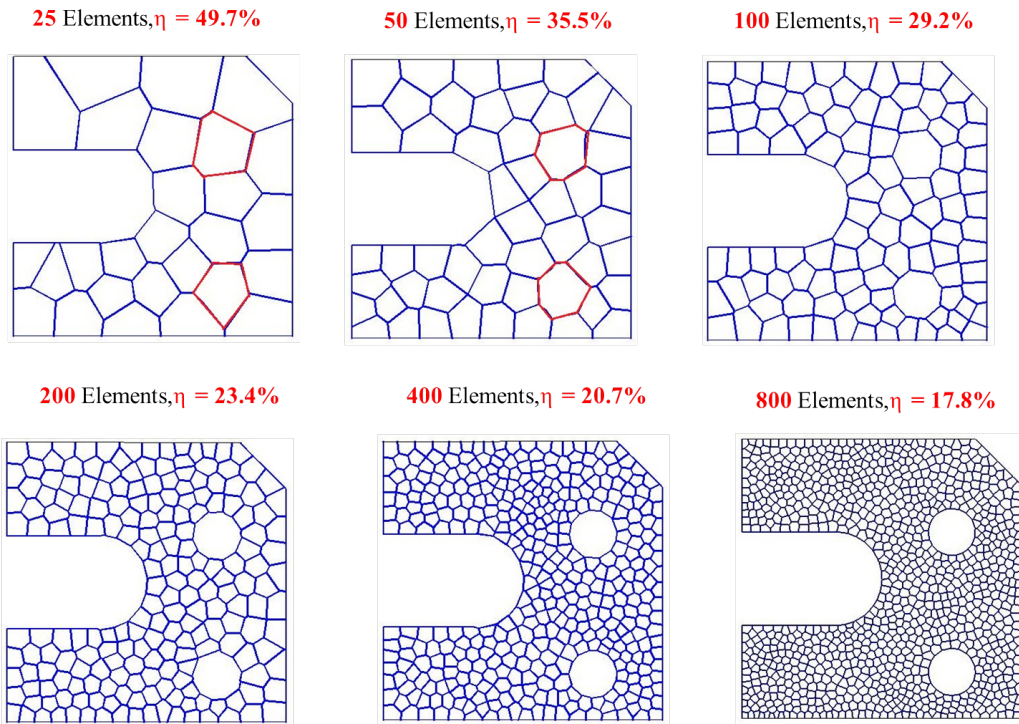 25 Elements,η = 49.7%
50 Elements,η = 35.5%
100 Elements,η = 29.2%
200 Elements,η = 23.4%
400 Elements,η = 20.7%
800 Elements,η = 17.8%